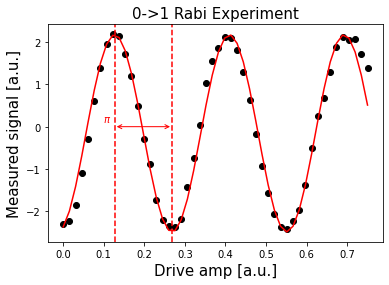 0->1 Rabi Experiment
Measured signal [a.u.]
2
1
0
−1
−2
π
0.0 0.1 0.2 0.3 0.4 0.5 0.6 0.7
Drive amp [a.u.]